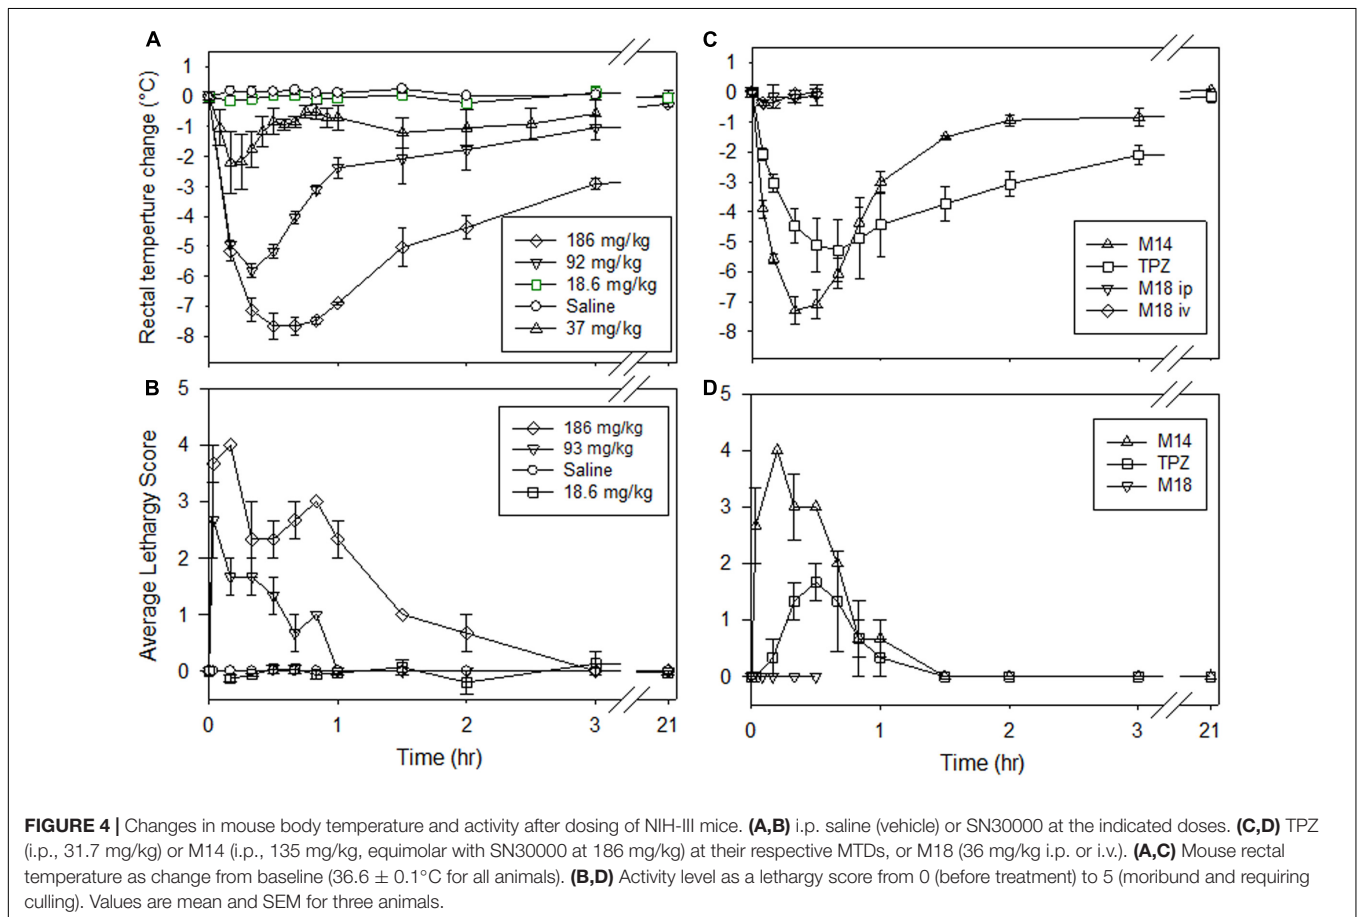 A
Rectal temperture change (°C)
1
0
-1
-2
-3
-4
-5
-6
-7
-8
186 mg/kg
92 mg/kg
18.6 mg/kg
Saline
37 mg/kg
C
1
0
-1
-2
-3
-4
-5
-6
-7
-8
M14
TPZ
M18 ip
M18 iv
B
Average Lethargy Score
5
4
3
2
1
0
186 mg/kg
93 mg/kg
Saline
18.6 mg/kg
0 1 2 3 21
Time (hr)
D
5
4
3
2
1
0
M14
TPZ
M18
0 1 2 3 21
Time (hr)
FIGURE 4 | Changes in mouse body temperature and activity after dosing of NIH-III mice. (A,B) i.p. saline (vehicle) or SN30000 at the indicated doses. (C,D) TPZ
(i.p., 31.7 mg/kg) or M14 (i.p., 135 mg/kg, equimolar with SN30000 at 186 mg/kg) at their respective MTDs, or M18 (36 mg/kg i.p. or i.v.). (A,C) Mouse rectal
temperature as change from baseline (36.6 ± 0.1°C for all animals). (B,D) Activity level as a lethargy score from 0 (before treatment) to 5 (moribund and requiring
culling). Values are mean and SEM for three animals.